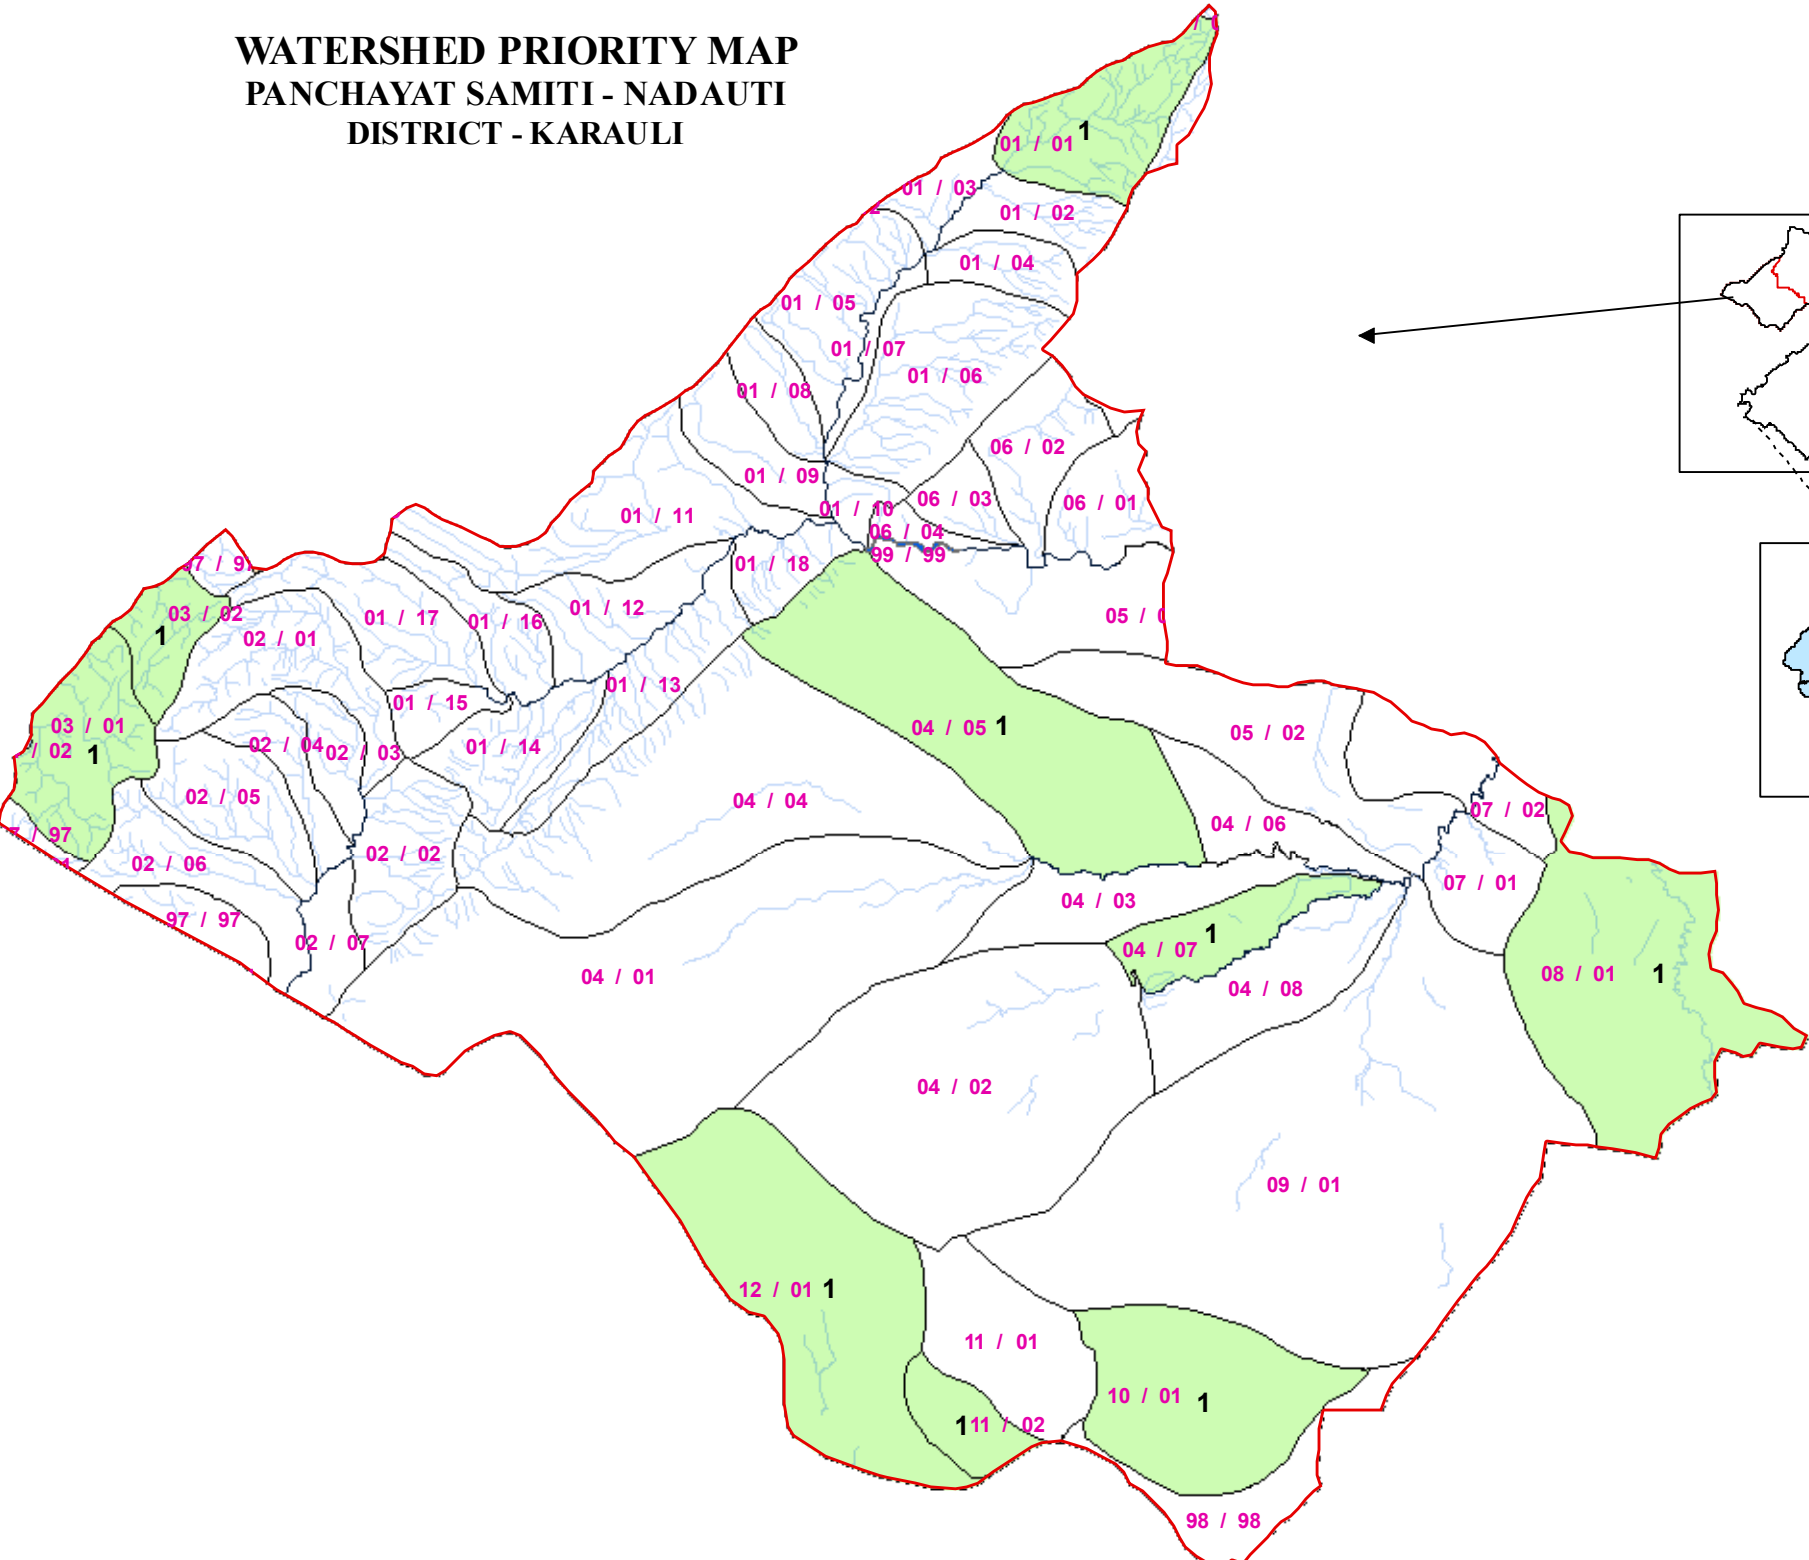 WATERSHED PRIORITY MAP
PANCHAYAT SAMITI - NADAUTI
DISTRICT - KARAULI
1
01 / 01
01 / 03
01 / 02
01 / 04
01 / 05
01 / 07
01 / 06
01 / 08
06 / 02
01 / 09
06 / 03
06 / 01
01 / 10
01 / 11
06 / 04
99 / 99
01 / 18
01 / 12
03 / 02
1
01 / 17
01 / 16
02 / 01
05 /
01 / 13
01 / 15
03 / 01
/ 02
1
04 / 05 1
05 / 02
02 / 04
02 / 03
01 / 14
02 / 05
04 / 04
07 / 02
04 / 06
/ 97
02 / 06
02 / 02
07 / 01
04 / 03
97 / 97
02 / 07
1
04 / 07
04 / 01
08 / 01 1
04 / 08
04 / 02
09 / 01
12 / 01 1
11 / 01
10 / 01 1
1 11 / 02
98 / 98